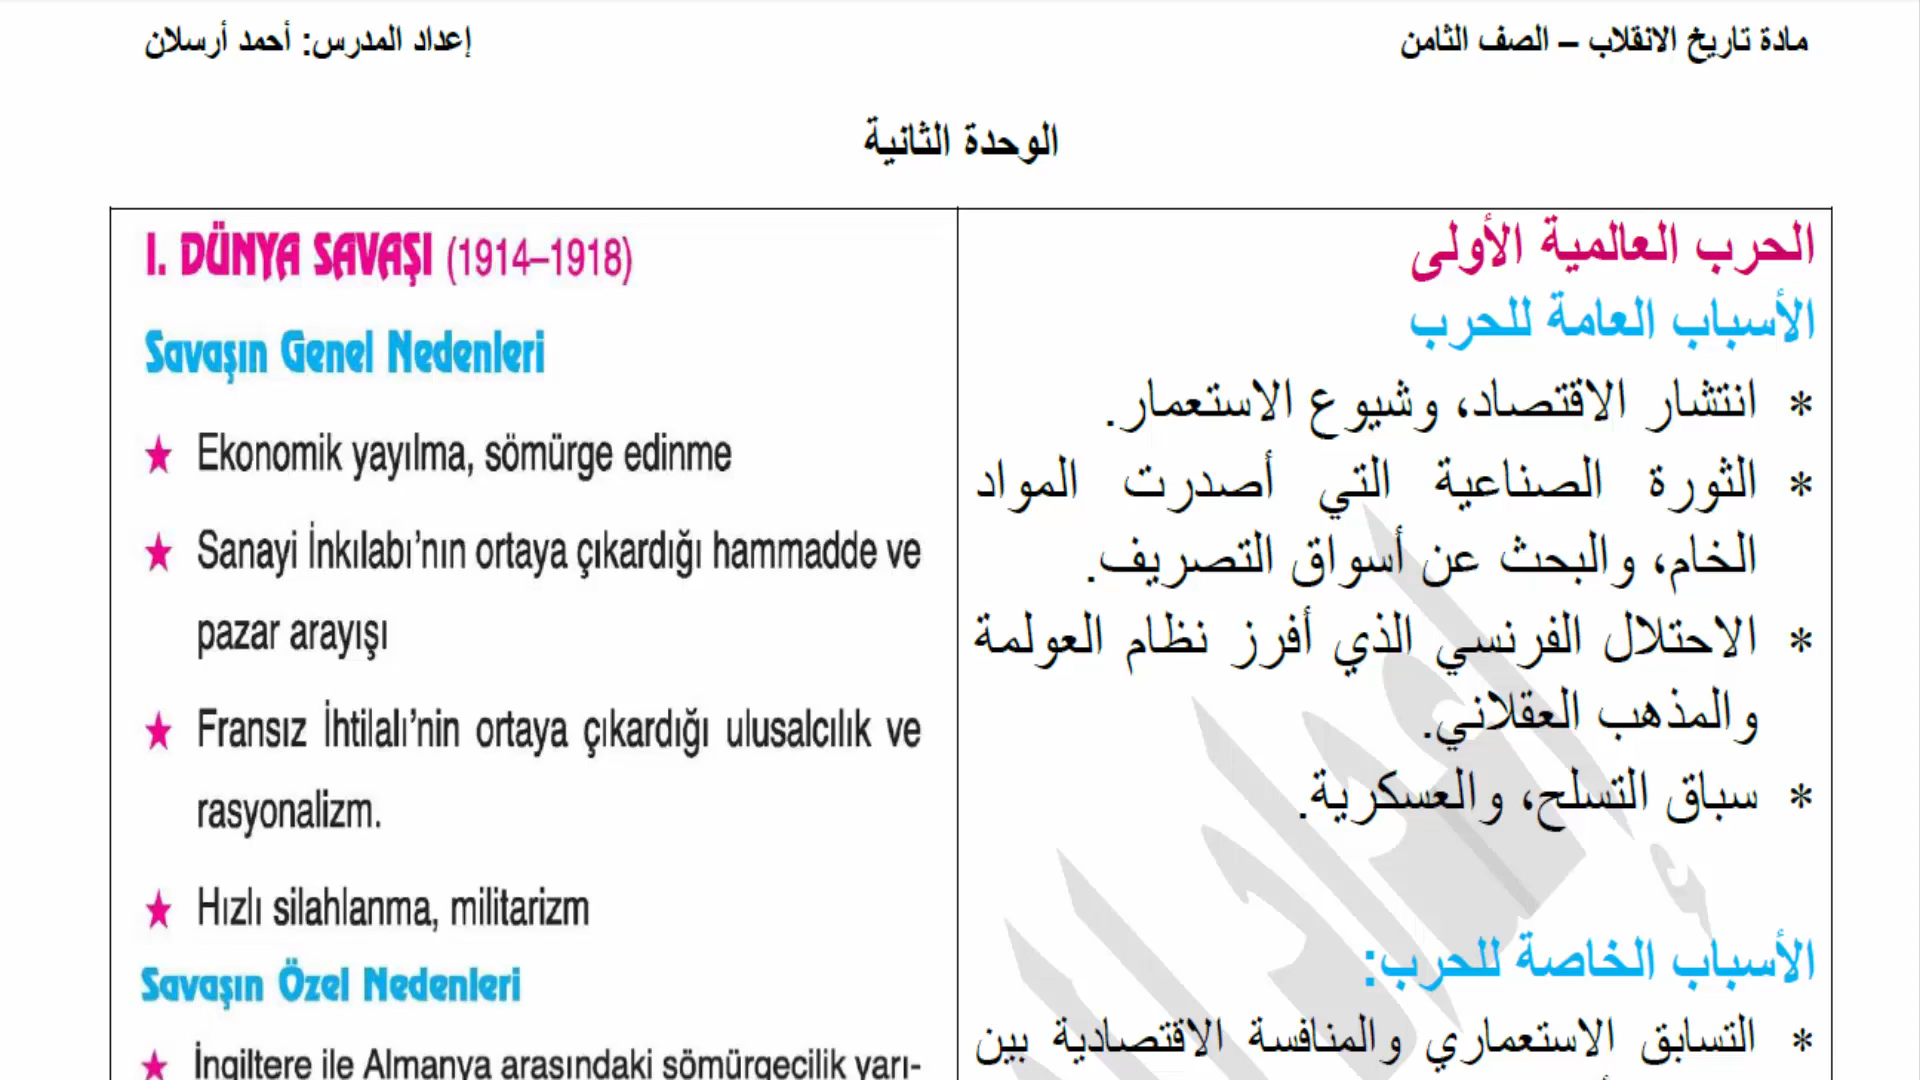 مادة تاريخ الانقلاب – الصف الثامن
إعداد المدرس: أحمد أرسلان
الوحدة الثانية
I. DÜNYA SAVAŞI (1914–1918)
Savaşın Genel Nedenleri
★ Ekonomik yayılma, sömürge edinme
★ Sanayi İnkılabı’nın ortaya çıkardığı hammadde ve
pazar arayışı
★ Fransız İhtilalı’nin ortaya çıkardığı ulusalcılık ve
rasyonalizm.
★ Hızlı silahlanma, militarizm
Savaşın Özel Nedenleri
★ İngiltere ile Almanya arasındaki sömürgecilik yarı-
الحرب العالمية الأولى
الأسباب العامة للحرب
* انتشار الاقتصاد، وشيوع الاستعمار.
* الثورة الصناعية التي أصدرت المواد
الخام، والبحث عن أسواق التصريف.
* الاحتلال الفرنسي الذي أفرز نظام العولمة
والمذهب العقلاني.
* سباق التسلح، والعسكرية.
الأسباب الخاصة للحرب:
* التسابق الاستعماري والمنافسة الاقتصادية بين